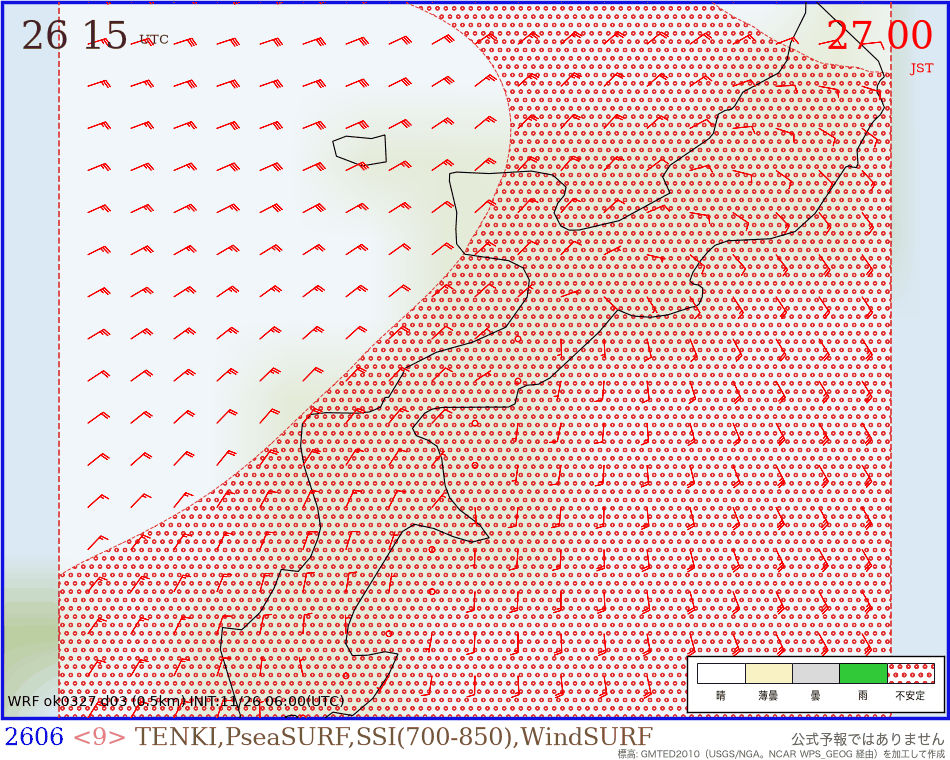 26 15 UTC
27 00
JST
晴 薄曇 曇 雨 不安定
WRF ok0327.d03 (0.5km) INIT:11/26 06:00(UTC)
2606 <9> TENKI,PseaSURF,SSI(700-850),WindSURF
公式予報ではありません
標高: GMTED2010（USGS/NGA。NCAR WPS_GEOG 経由）を加工して作成